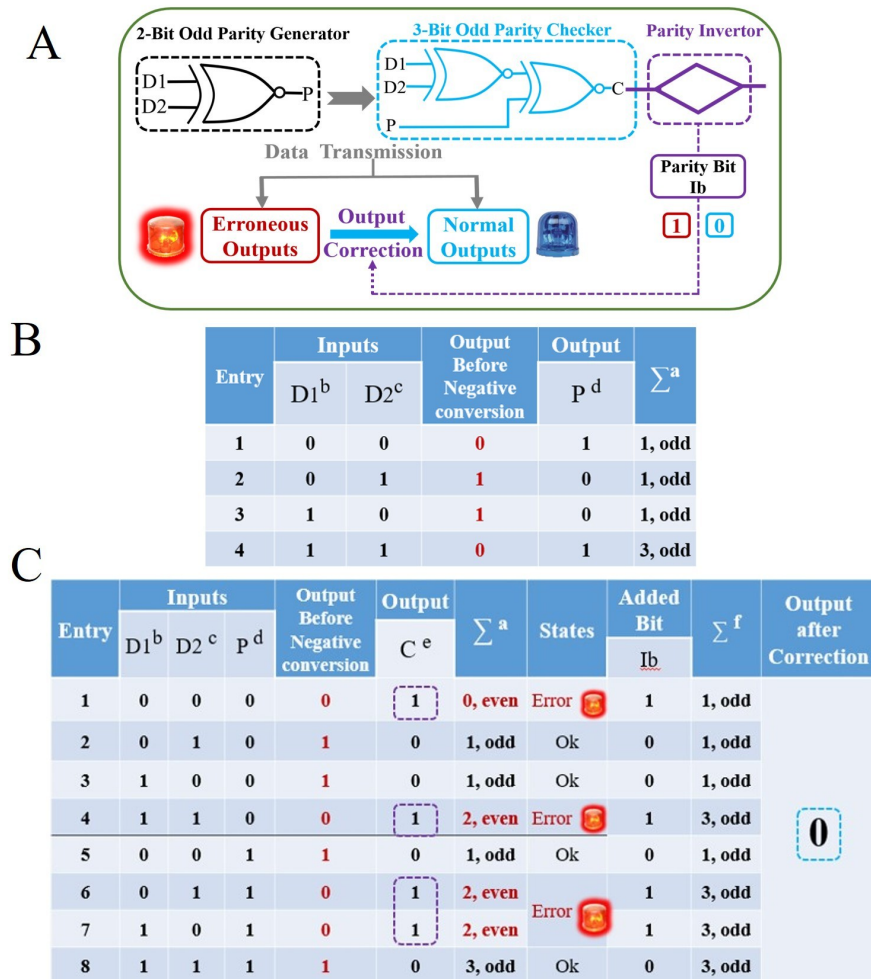 A
2-Bit Odd Parity Generator
3-Bit Odd Parity Checker
Parity Invertor
D1
D2
P
D1
D2
P
C
Data Transmission
Parity Bit
Ib
1 0
Erroneous
Outputs
Output
Correction
Normal
Outputs
B
Entry
Inputs
D1b D2c
Output
Before
Negative
conversion
Output
P d
∑a
1 0 0 0 1 1, odd
2 0 1 1 0 1, odd
3 1 0 1 0 1, odd
4 1 1 0 1 3, odd
C
Entry
Inputs
D1b D2 c P d
Output
Before
Negative
conversion
Output
C e
∑ a
States
Added
Bit
Ib
∑ f
Output
after
Correction
1 0 0 0 0 1 0, even Error 1 1, odd
2 0 1 0 1 0 1, odd Ok 0 1, odd
3 1 0 0 1 0 1, odd Ok 0 1, odd
4 1 1 0 0 1 2, even Error 1 3, odd
5 0 0 1 1 0 1, odd Ok 0 1, odd
6 0 1 1 0 1 2, even 1 3, odd
Error
7 1 0 1 0 1 2, even 1 3, odd
8 1 1 1 1 0 3, odd Ok 0 3, odd
0